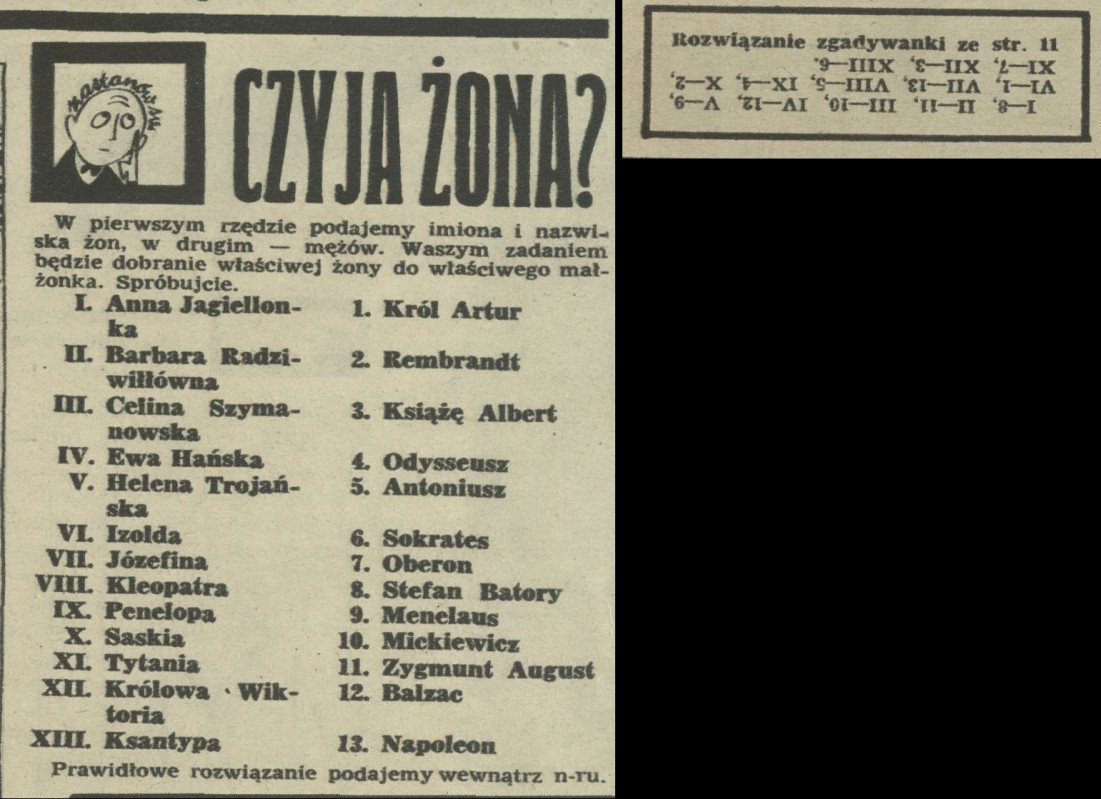 zastanów się
CZYJA ŻONA?
W pierwszym rzędzie podajemy imiona i nazwi-
ska żon, w drugim — mężów. Waszym zadaniem
będzie dobranie właściwej żony do właściwego mał-
żonka. Spróbujcie.
I. Anna Jagiellon-
ka
II. Barbara Radzi-
wiłłówna
III. Celina Szyma-
nowska
IV. Ewa Hańska
V. Helena Trojań-
ska
VI. Izolda
VII. Józefina
VIII. Kleopatra
IX. Penelopa
X. Saskia
XI. Tytania
XII. Królowa Wik-
toria
XIII. Ksantypa
1. Król Artur
2. Rembrandt
3. Książę Albert
4. Odysseusz
5. Antoniusz
6. Sokrates
7. Oberon
8. Stefan Batory
9. Menelaus
10. Mickiewicz
11. Zygmunt August
12. Balzac
13. Napoleon
Prawidłowe rozwiązanie podajemy wewnątrz n-ru.
Rozwiązanie zgadywanki ze str. 11
I—8, II—11, III—10, IV—12, V—9,
VI—1, VII—13, VIII—5, IX—4, X—2,
XI—7, XII—3, XIII—6.